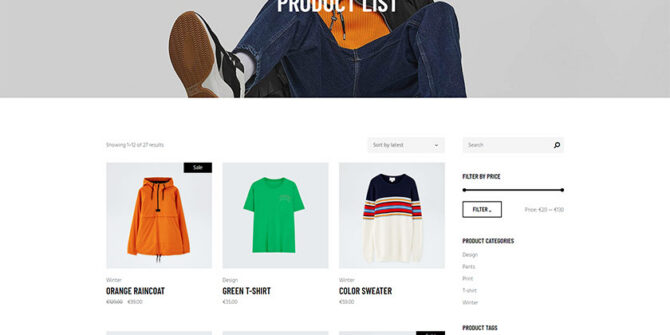 PRODUCT LIST
Showing 1–12 of 27 results
Sort by latest
Search
Sale
FILTER BY PRICE
FILTER
Price: €20 — €130
PRODUCT CATEGORIES
Design
Pants
Print
T-shirt
Winter
Winter
ORANGE RAINCOAT
€120.00 €99.00
Design
GREEN T-SHIRT
€35.00
Winter
COLOR SWEATER
€59.00
PRODUCT TAGS